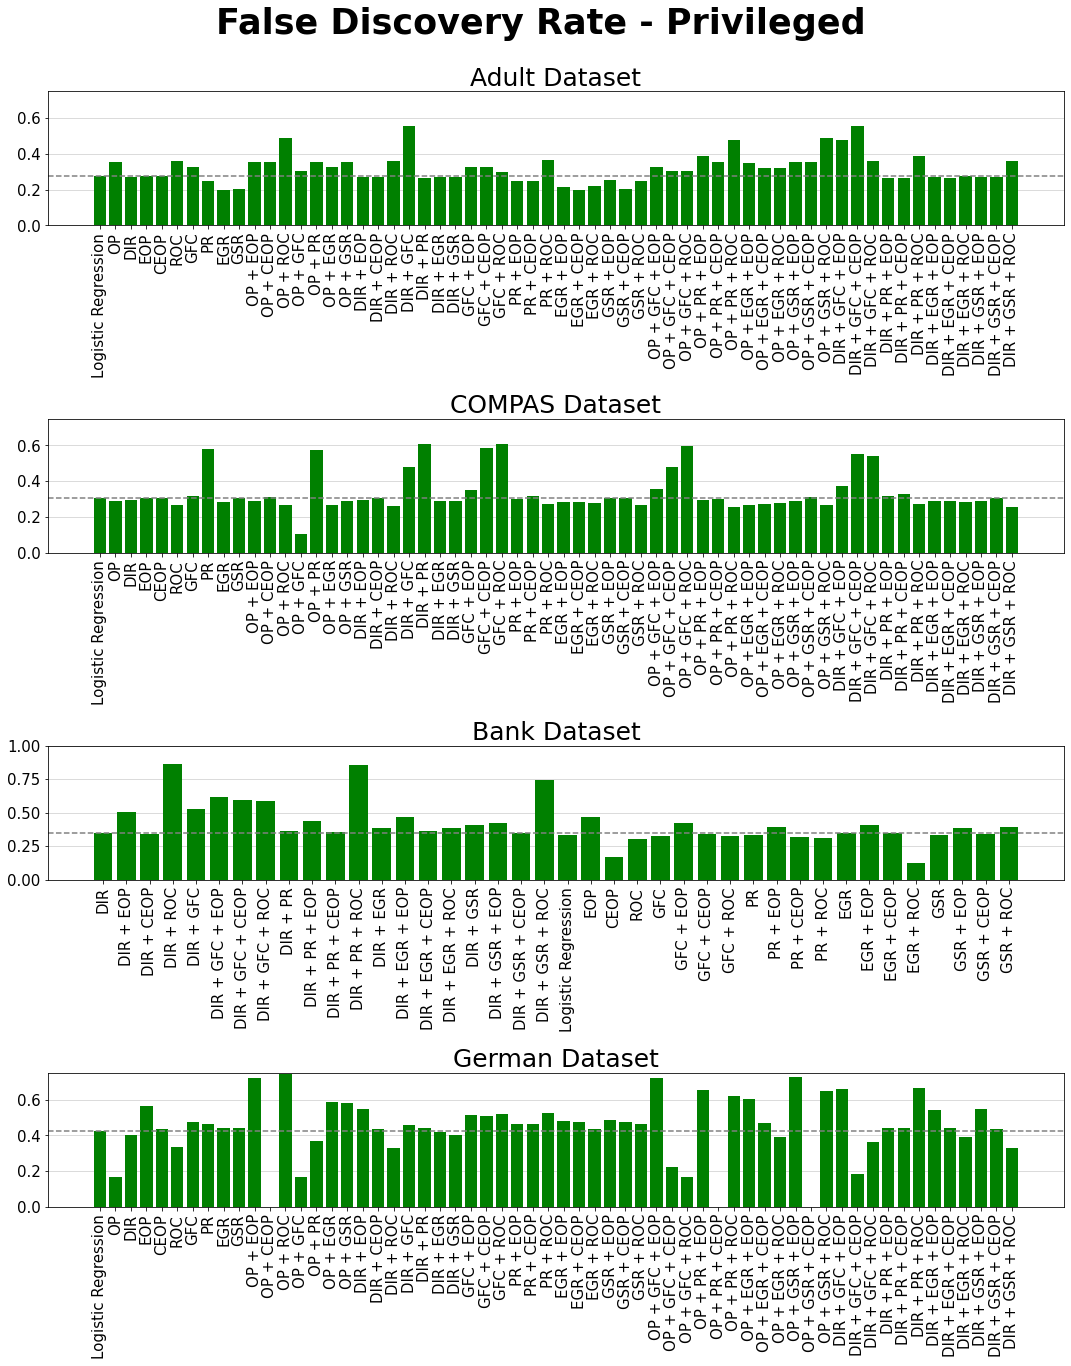 False Discovery Rate - Privileged
Adult Dataset
0.6
0.4
0.2
0.0
Logistic Regression
OP
DIR
EOP
CEOP
ROC
GFC
PR
EGR
GSR
OP + EOP
OP + CEOP
OP + ROC
OP + GFC
OP + PR
OP + EGR
OP + GSR
DIR + EOP
DIR + CEOP
DIR + ROC
DIR + GFC
DIR + PR
DIR + EGR
DIR + GSR
GFC + EOP
GFC + CEOP
GFC + ROC
PR + EOP
PR + CEOP
PR + ROC
EGR + EOP
EGR + CEOP
EGR + ROC
GSR + EOP
GSR + CEOP
GSR + ROC
OP + GFC + EOP
OP + GFC + CEOP
OP + GFC + ROC
OP + PR + EOP
OP + PR + CEOP
OP + PR + ROC
OP + EGR + EOP
OP + EGR + CEOP
OP + EGR + ROC
OP + GSR + EOP
OP + GSR + CEOP
OP + GSR + ROC
DIR + GFC + EOP
DIR + GFC + CEOP
DIR + GFC + ROC
DIR + PR + EOP
DIR + PR + CEOP
DIR + PR + ROC
DIR + EGR + EOP
DIR + EGR + CEOP
DIR + EGR + ROC
DIR + GSR + EOP
DIR + GSR + CEOP
DIR + GSR + ROC
COMPAS Dataset
0.6
0.4
0.2
0.0
Logistic Regression
OP
DIR
EOP
CEOP
ROC
GFC
PR
EGR
GSR
OP + EOP
OP + CEOP
OP + ROC
OP + GFC
OP + PR
OP + EGR
OP + GSR
DIR + EOP
DIR + CEOP
DIR + ROC
DIR + GFC
DIR + PR
DIR + EGR
DIR + GSR
GFC + EOP
GFC + CEOP
GFC + ROC
PR + EOP
PR + CEOP
PR + ROC
EGR + EOP
EGR + CEOP
EGR + ROC
GSR + EOP
GSR + CEOP
GSR + ROC
OP + GFC + EOP
OP + GFC + CEOP
OP + GFC + ROC
OP + PR + EOP
OP + PR + CEOP
OP + PR + ROC
OP + EGR + EOP
OP + EGR + CEOP
OP + EGR + ROC
OP + GSR + EOP
OP + GSR + CEOP
OP + GSR + ROC
DIR + GFC + EOP
DIR + GFC + CEOP
DIR + GFC + ROC
DIR + PR + EOP
DIR + PR + CEOP
DIR + PR + ROC
DIR + EGR + EOP
DIR + EGR + CEOP
DIR + EGR + ROC
DIR + GSR + EOP
DIR + GSR + CEOP
DIR + GSR + ROC
Bank Dataset
1.00
0.75
0.50
0.25
0.00
DIR
DIR + EOP
DIR + CEOP
DIR + ROC
DIR + GFC
DIR + GFC + EOP
DIR + GFC + CEOP
DIR + GFC + ROC
DIR + PR
DIR + PR + EOP
DIR + PR + CEOP
DIR + PR + ROC
DIR + EGR
DIR + EGR + EOP
DIR + EGR + CEOP
DIR + EGR + ROC
DIR + GSR
DIR + GSR + EOP
DIR + GSR + CEOP
DIR + GSR + ROC
Logistic Regression
EOP
CEOP
ROC
GFC
GFC + EOP
GFC + CEOP
GFC + ROC
PR
PR + EOP
PR + CEOP
PR + ROC
EGR
EGR + EOP
EGR + CEOP
EGR + ROC
GSR
GSR + EOP
GSR + CEOP
GSR + ROC
German Dataset
0.6
0.4
0.2
0.0
Logistic Regression
OP
DIR
EOP
CEOP
ROC
GFC
PR
EGR
GSR
OP + EOP
OP + CEOP
OP + ROC
OP + GFC
OP + PR
OP + EGR
OP + GSR
DIR + EOP
DIR + CEOP
DIR + ROC
DIR + GFC
DIR + PR
DIR + EGR
DIR + GSR
GFC + EOP
GFC + CEOP
GFC + ROC
PR + EOP
PR + CEOP
PR + ROC
EGR + EOP
EGR + CEOP
EGR + ROC
GSR + EOP
GSR + CEOP
GSR + ROC
OP + GFC + EOP
OP + GFC + CEOP
OP + GFC + ROC
OP + PR + EOP
OP + PR + CEOP
OP + PR + ROC
OP + EGR + EOP
OP + EGR + CEOP
OP + EGR + ROC
OP + GSR + EOP
OP + GSR + CEOP
OP + GSR + ROC
DIR + GFC + EOP
DIR + GFC + CEOP
DIR + GFC + ROC
DIR + PR + EOP
DIR + PR + CEOP
DIR + PR + ROC
DIR + EGR + EOP
DIR + EGR + CEOP
DIR + EGR + ROC
DIR + GSR + EOP
DIR + GSR + CEOP
DIR + GSR + ROC